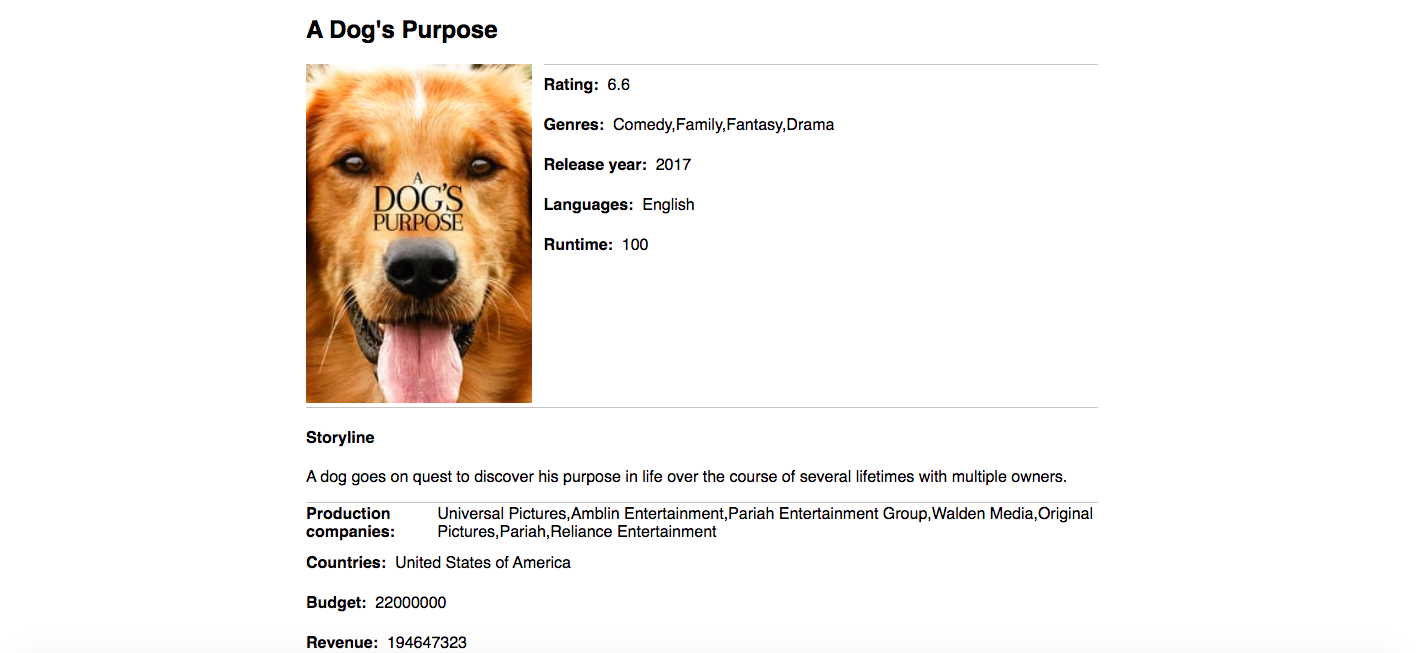 A Dog's Purpose
A
DOG'S
PURPOSE
Rating: 6.6
Genres: Comedy,Family,Fantasy,Drama
Release year: 2017
Languages: English
Runtime: 100
Storyline
A dog goes on quest to discover his purpose in life over the course of several lifetimes with multiple owners.
Production companies: Universal Pictures,Amblin Entertainment,Pariah Entertainment Group,Walden Media,Original
Pictures,Pariah,Reliance Entertainment
Countries: United States of America
Budget: 22000000
Revenue: 194647323